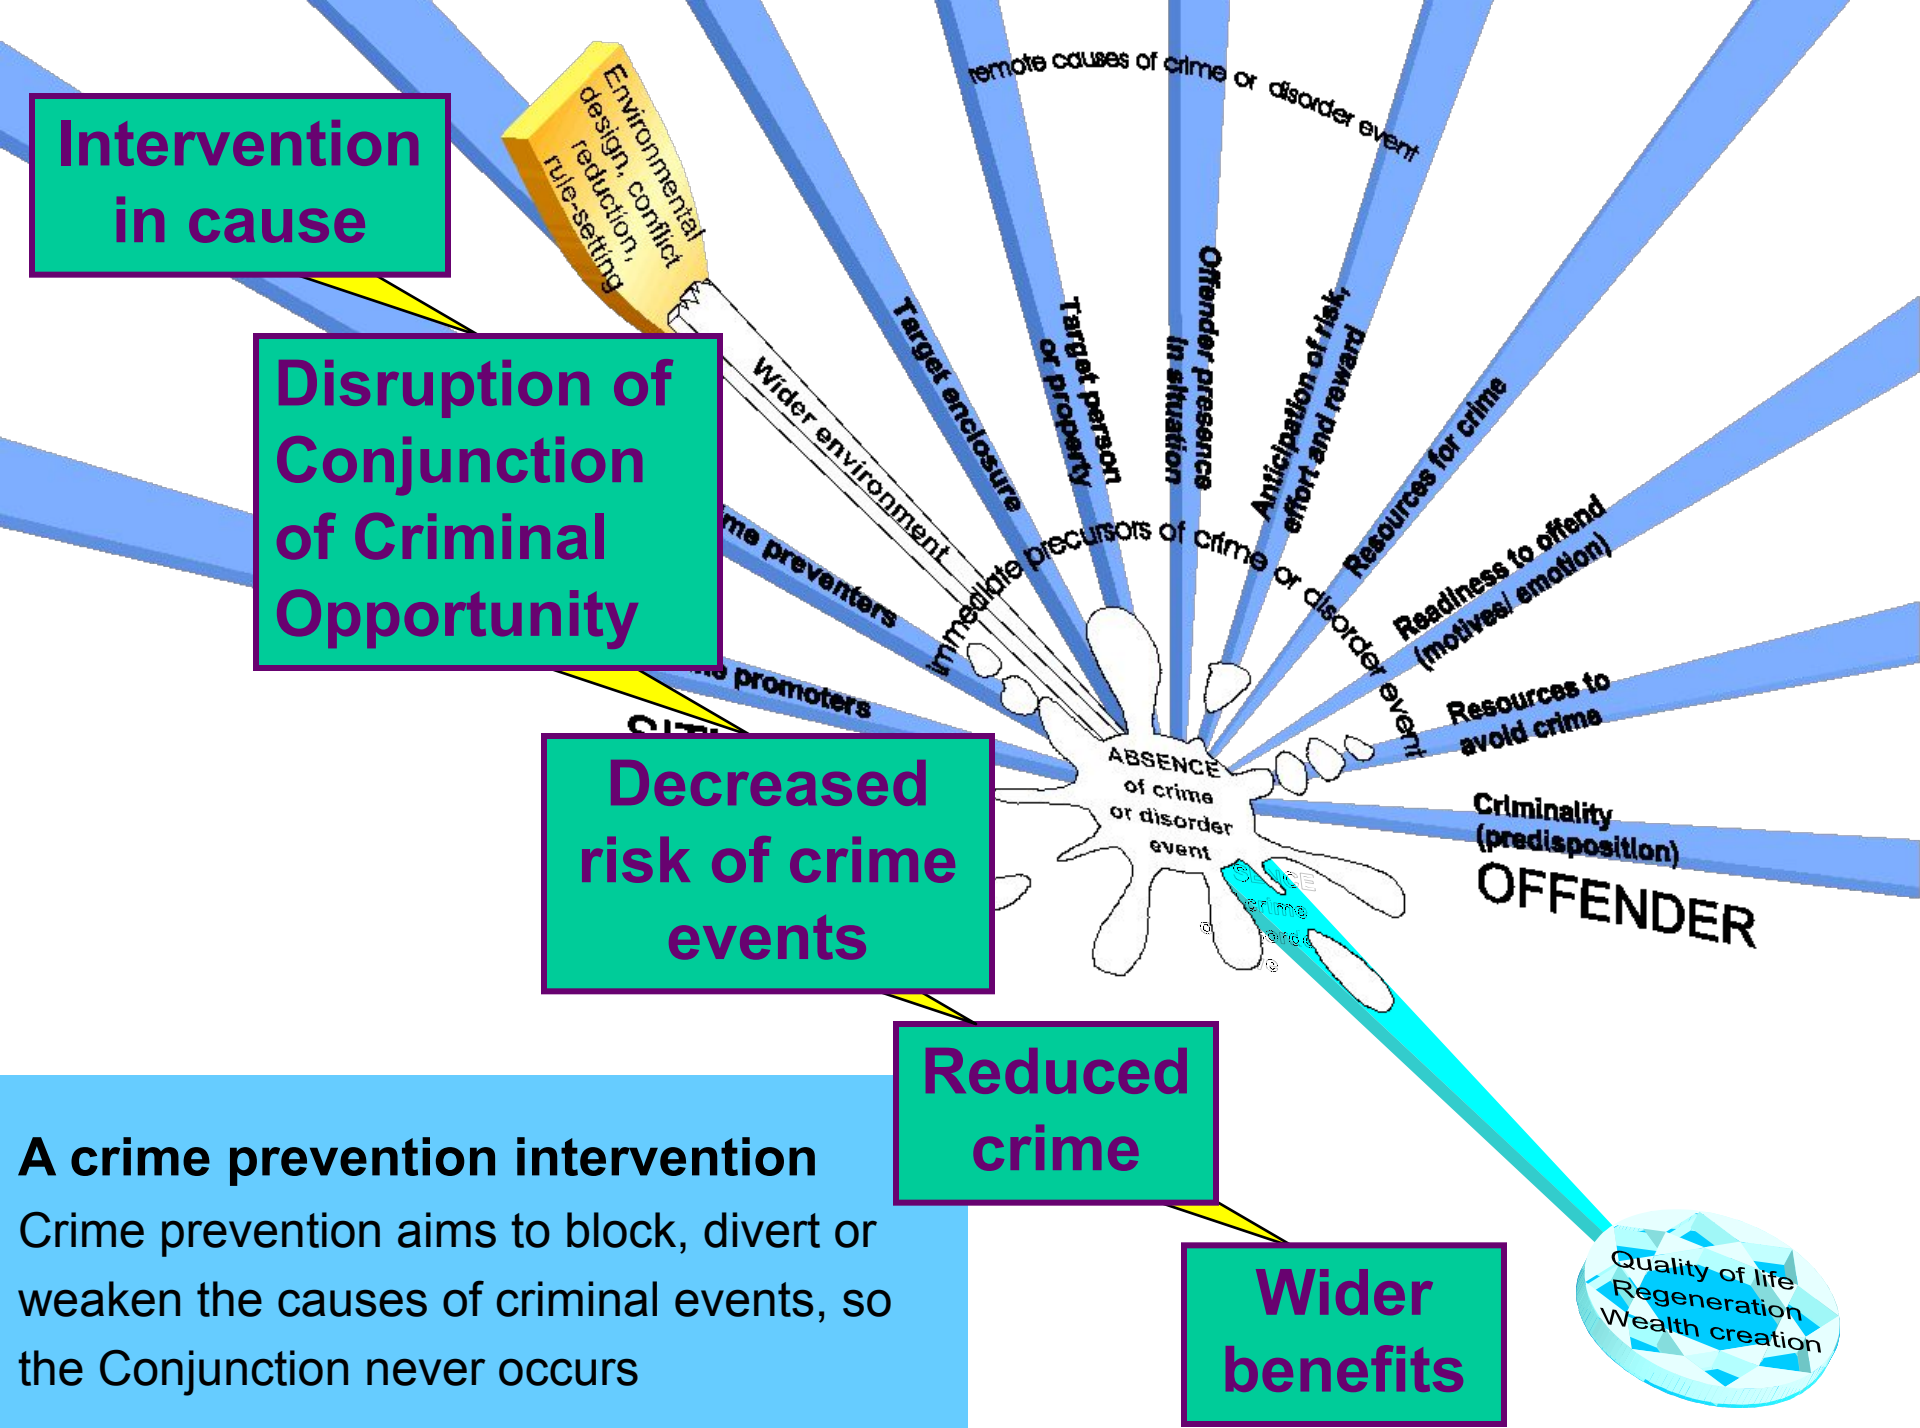 remote causes of crime or disorder event
Environmental
design, conflict
reduction,
rule-setting
Intervention
in cause
Disruption of
Conjunction
of Criminal
Opportunity
Decreased
risk of crime
events
Reduced
crime
Wider
benefits
promoters
preventers
Wider environment
Target enclosure
Target person
or property
Offender presence
in situation
Anticipation of risk,
effort and reward
Resources for crime
Readiness to offend
(motives/ emotion)
Resources to
avoid crime
Criminality
(predisposition)
OFFENDER
immediate precursors of crime or disorder event
ABSENCE
of crime
or disorder
event
crime
A crime prevention intervention
Crime prevention aims to block, divert or
weaken the causes of criminal events, so
the Conjunction never occurs
Quality of life
Regeneration
Wealth creation